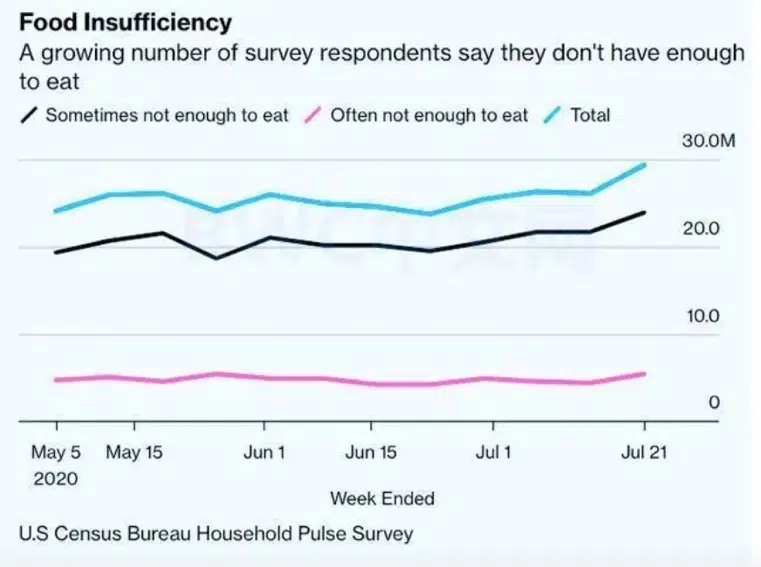 Food Insufficiency
A growing number of survey respondents say they don't have enough
to eat
Sometimes not enough to eat Often not enough to eat Total
30.0M
20.0
10.0
0
May 5 May 15 Jun 1 Jun 15 Jul 1 Jul 21
2020
Week Ended
U.S Census Bureau Household Pulse Survey